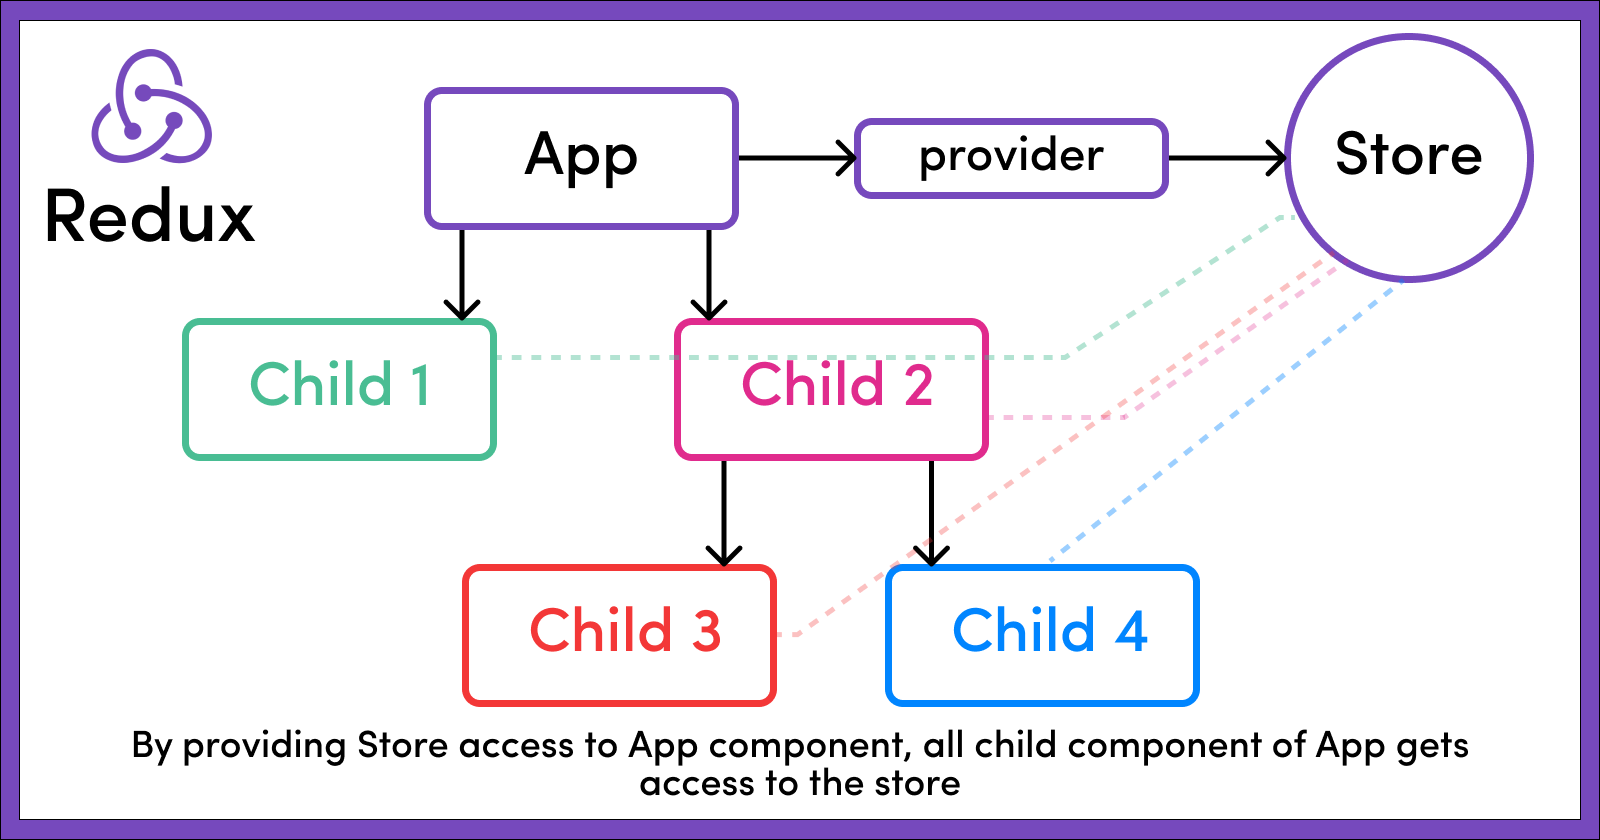 Redux
App
provider
Store
Child 1
Child 2
Child 3
Child 4
By providing Store access to App component, all child component of App gets
access to the store